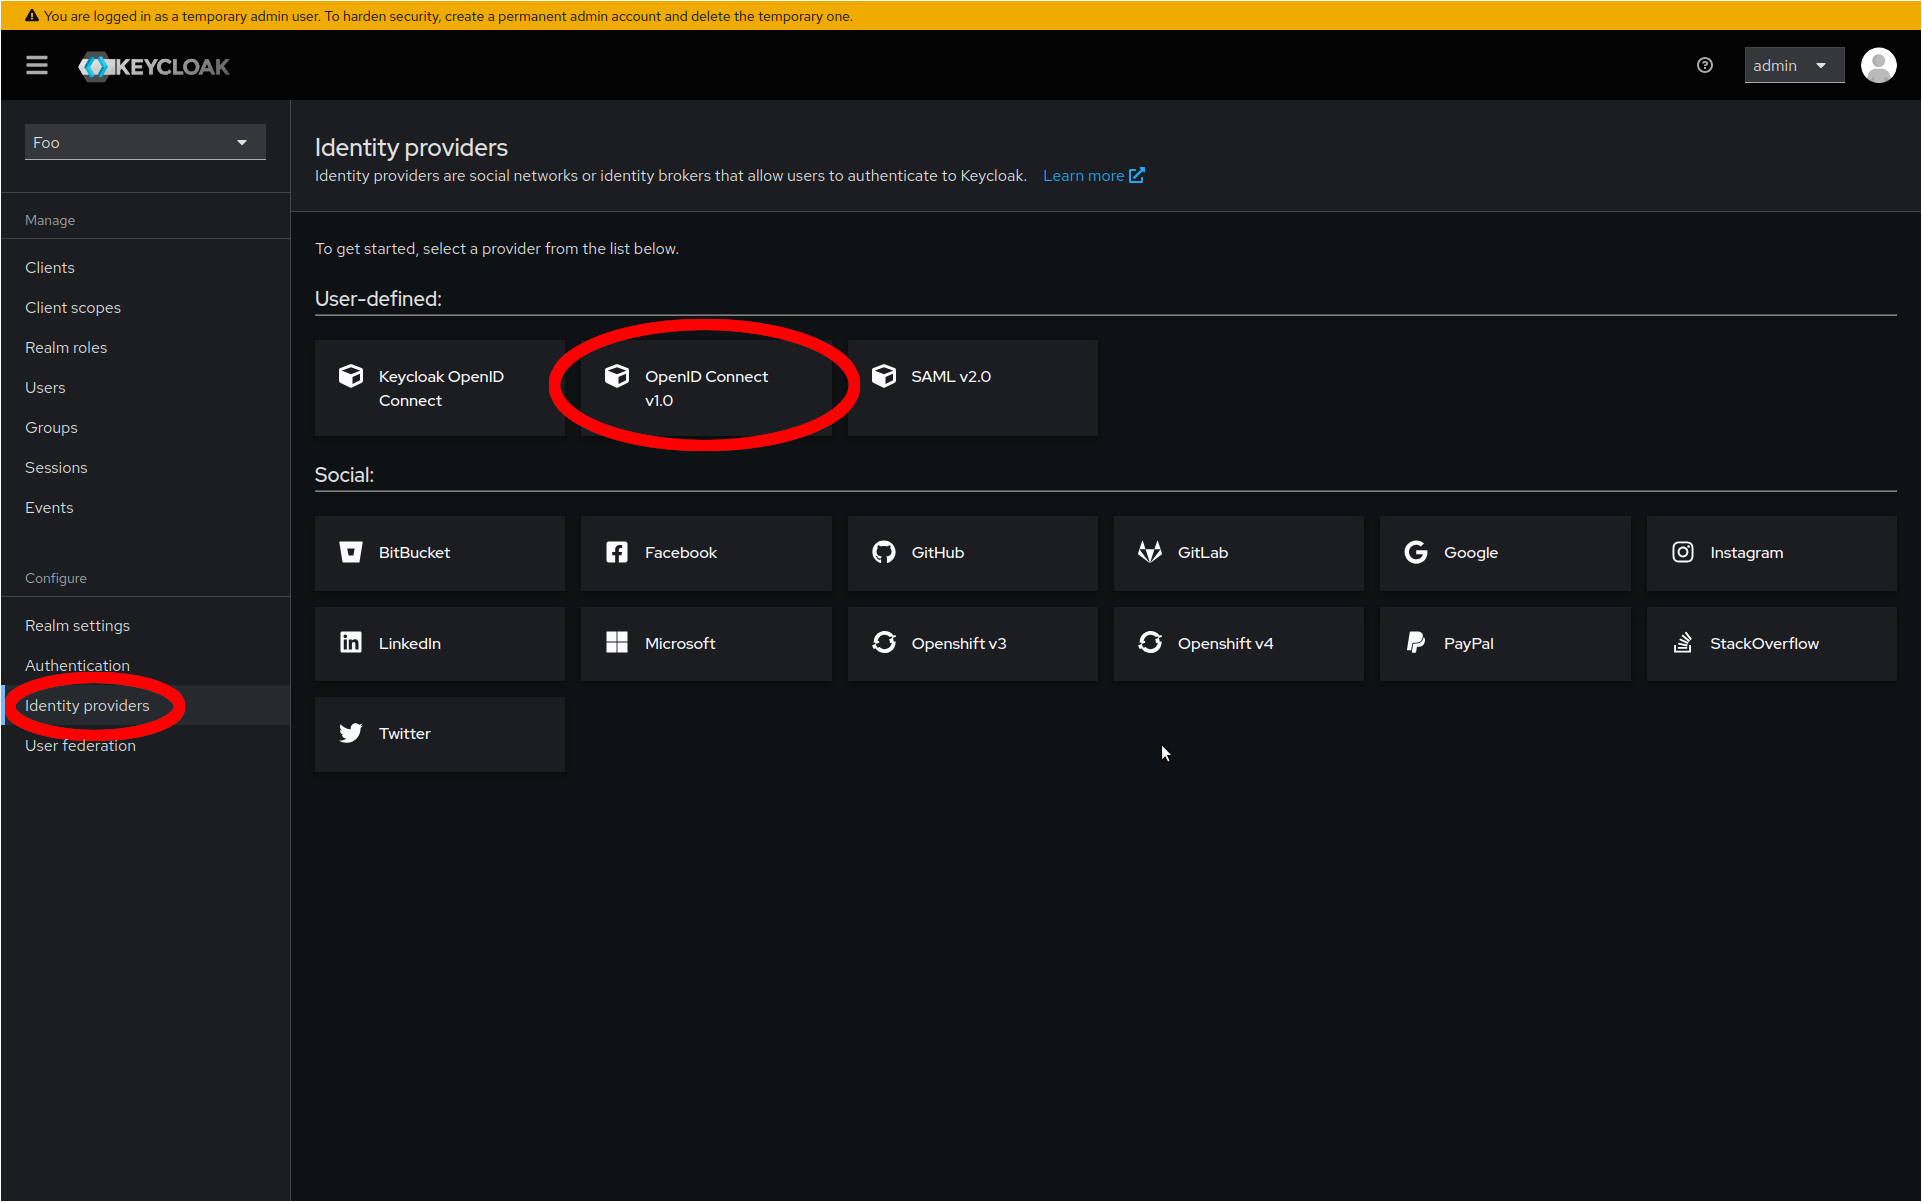 You are logged in as a temporary admin user. To harden security, create a permanent admin account and delete the temporary one.
KEYCLOAK
admin
Foo
Manage
Clients
Client scopes
Realm roles
Users
Groups
Sessions
Events
Configure
Realm settings
Authentication
Identity providers
User federation
Identity providers
Identity providers are social networks or identity brokers that allow users to authenticate to Keycloak. Learn more
To get started, select a provider from the list below.
User-defined:
Keycloak OpenID
Connect
OpenID Connect
v1.0
SAML v2.0
Social:
BitBucket
Facebook
GitHub
GitLab
Google
Instagram
LinkedIn
Microsoft
Openshift v3
Openshift v4
PayPal
StackOverflow
Twitter